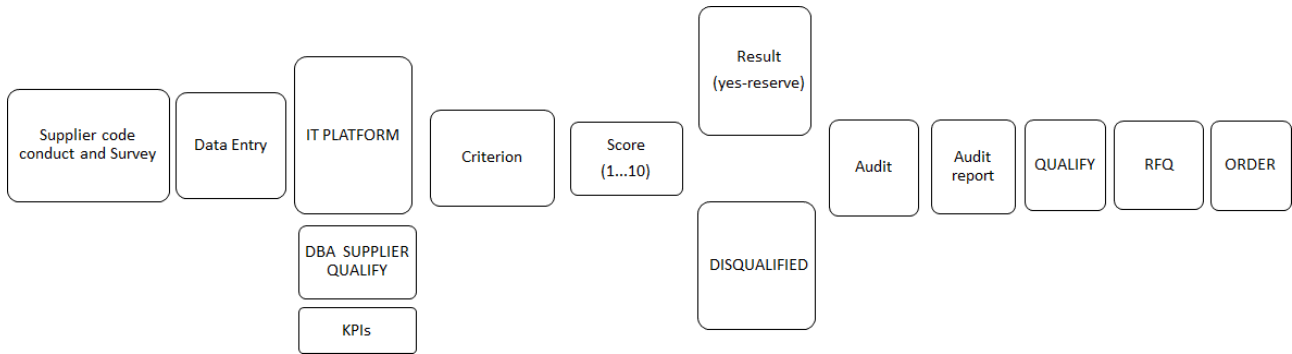 Supplier code
conduct and Survey
Data Entry
IT PLATFORM
DBA SUPPLIER
QUALIFY
KPIs
Criterion
Score
(1...10)
Result
(yes-reserve)
DISQUALIFIED
Audit
Audit
report
QUALIFY
RFQ
ORDER